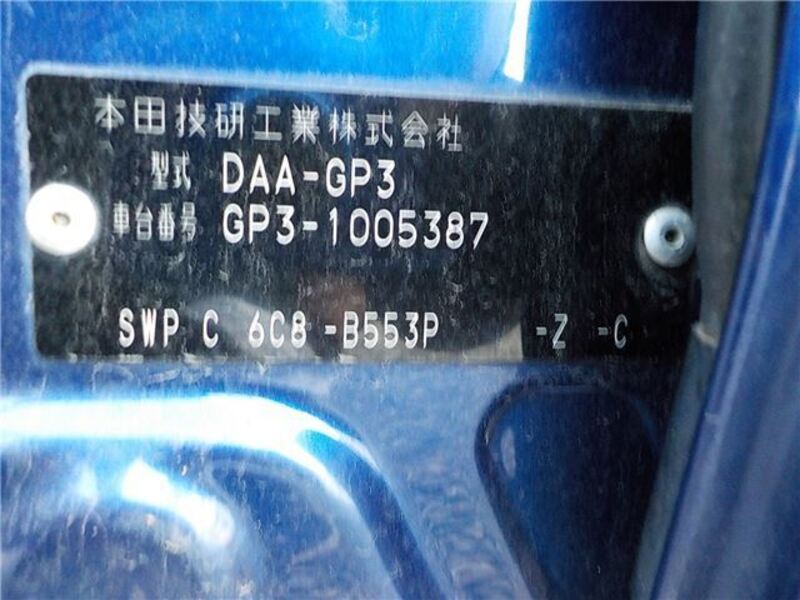 本田技研工業株式会社
型式 DAA-GP3
車台番号 GP3-1005387
SWP C 6C8 -B553P -Z -C